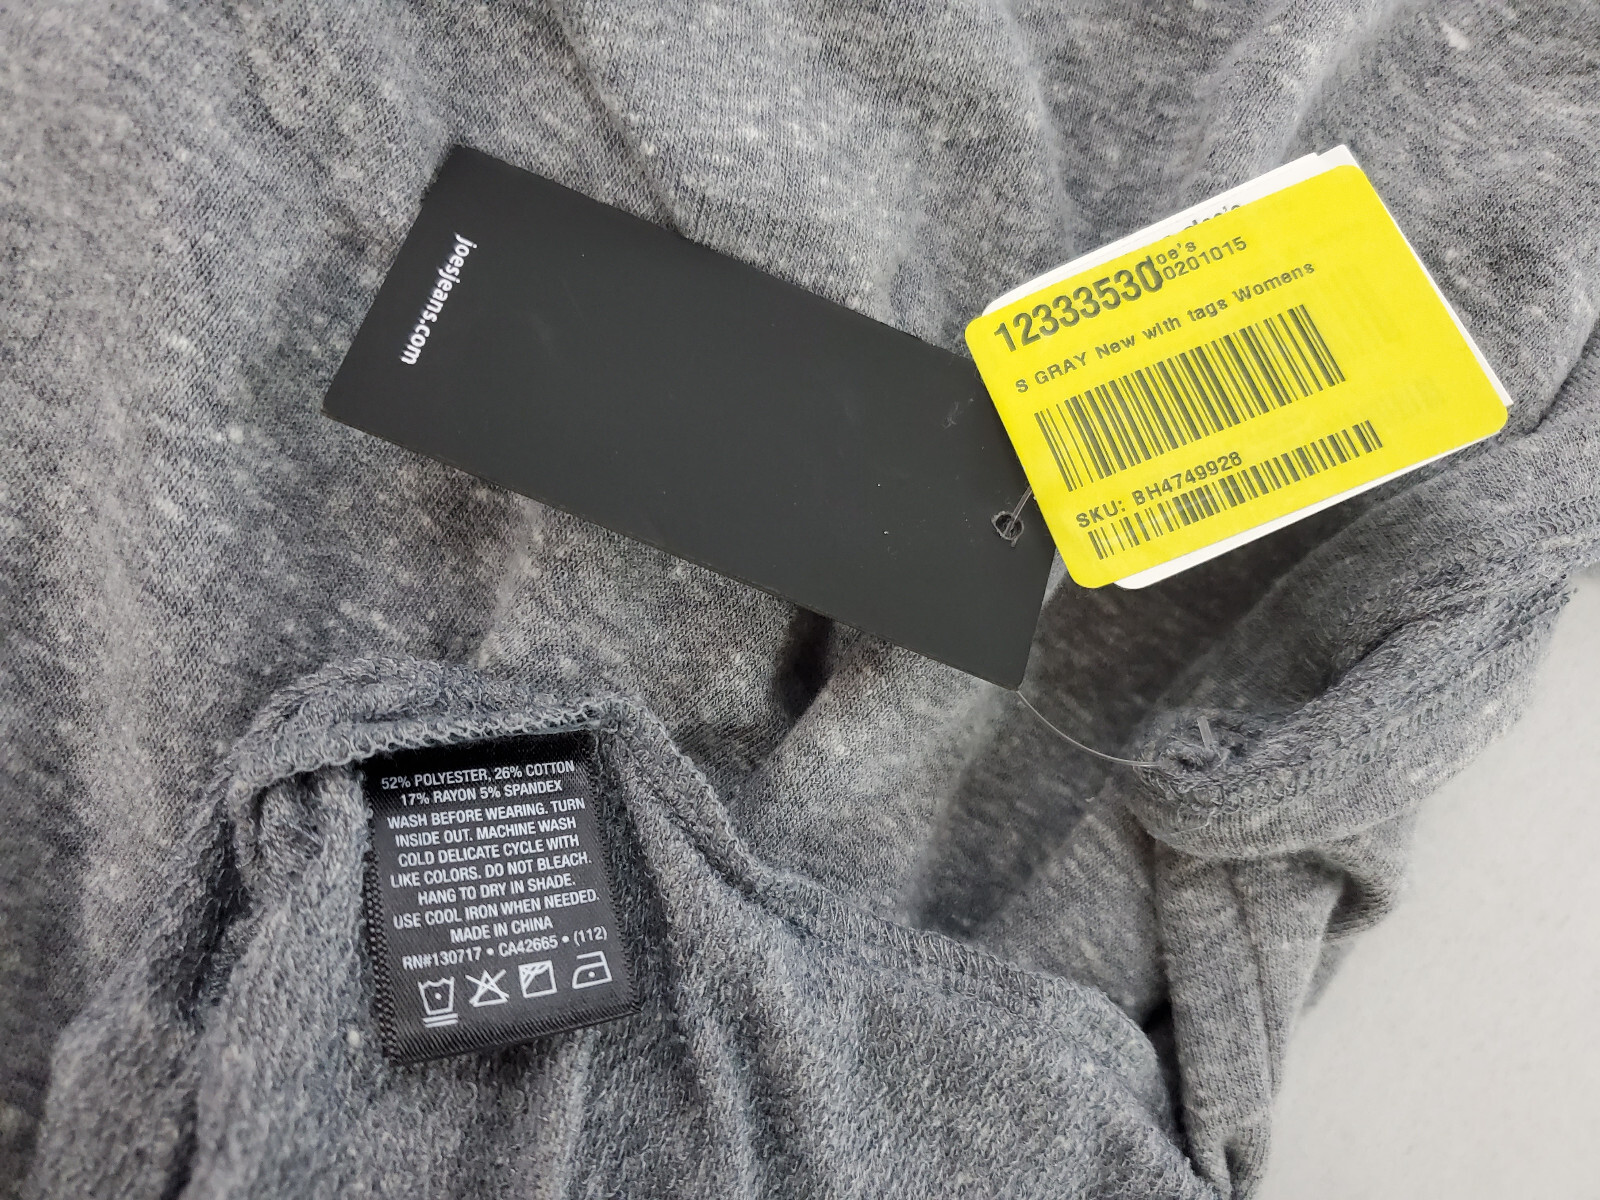 joesjeans.com
oe's
12333530
0201015
S GRAY New with tags Womens
SKU: BH4749928
52% POLYESTER, 26% COTTON
17% RAYON 5% SPANDEX
WASH BEFORE WEARING. TURN
INSIDE OUT. MACHINE WASH
COLD DELICATE CYCLE WITH
LIKE COLORS. DO NOT BLEACH.
HANG TO DRY IN SHADE.
USE COOL IRON WHEN NEEDED.
MADE IN CHINA
RN#130717 • CA42665 • (112)